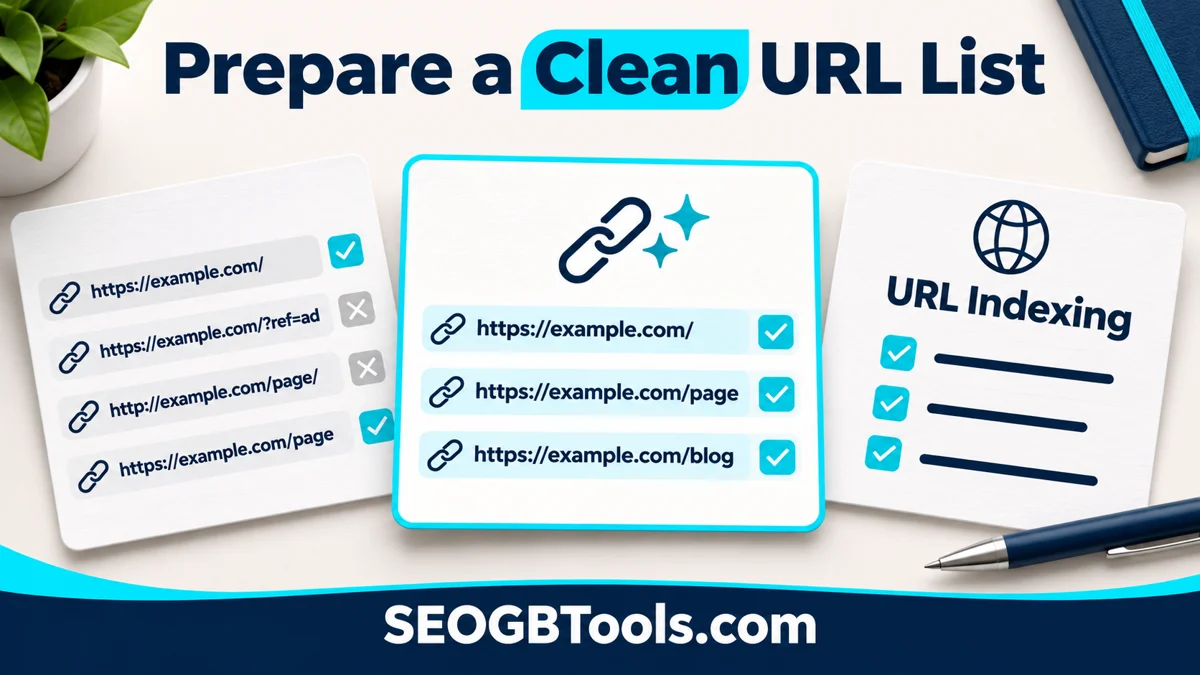 Prepare a Clean URL List
https://example.com/
https://example.com/?ref=ad
http://example.com/page/
https://example.com/page
https://example.com/
https://example.com/page
https://example.com/blog
URL Indexing
SEOGBTools.com